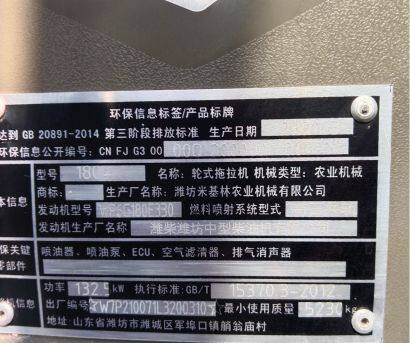 环保信息标签/产品标牌
达到 GB 20891-2014 第三阶段排放标准 生产日期
环保信息公开编号: CN FJ G3 00
型号 180 名称: 轮式拖拉机 机械类型: 农业机械
本信息 商标: 生产厂名称: 潍坊米基林农业机械有限公司
发动机型号 燃料喷射系统型式
发动机生产厂名称
保关键 喷油器、喷油泵、ECU、空气滤清器、排气消声器
零部件
信息 功率 132.5 kW 执行标准: GB/T 15370.3-2012
出厂编号 W7P210071L3200310 最小使用质量 5230 kg
地址: 山东省潍坊市潍城区军埠口镇前翁庙村